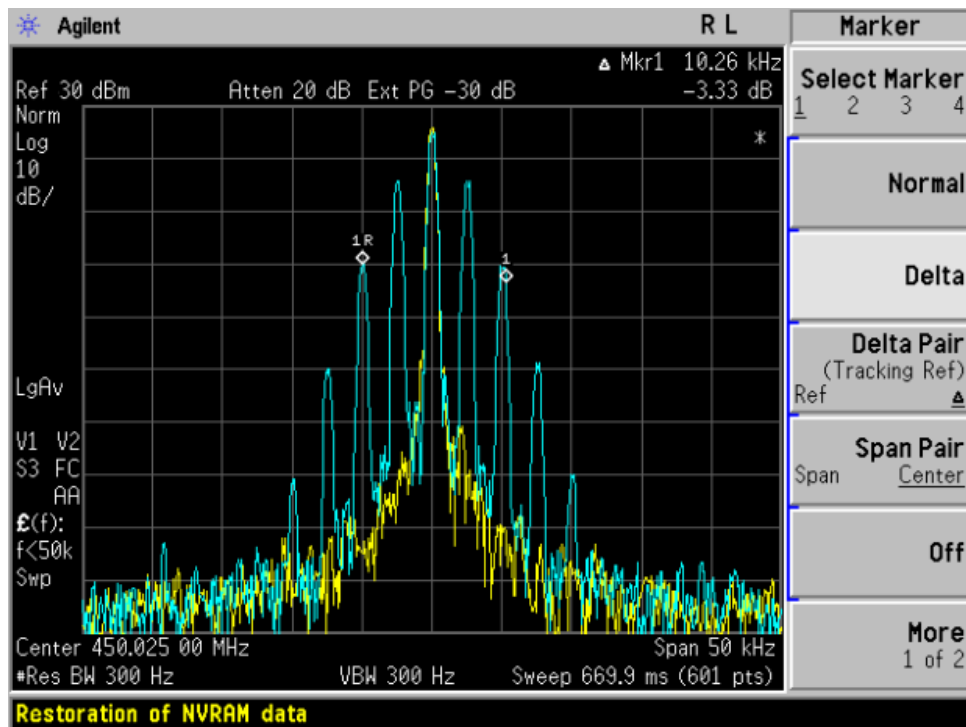 Agilent R L
Δ Mkr1 10.26 kHz
Ref 30 dBm Atten 20 dB Ext PG -30 dB -3.33 dB
Norm
Log
10
dB/
*
1R
1
LgAv
V1 V2
S3 FC
AA
£(f):
f<50k
Swp
Center 450.025 00 MHz Span 50 kHz
#Res BW 300 Hz VBW 300 Hz Sweep 669.9 ms (601 pts)
Restoration of NVRAM data
Marker
Select Marker
1 2 3 4
Normal
Delta
Delta Pair
(Tracking Ref)
Ref Δ
Span Pair
Span Center
Off
More
1 of 2